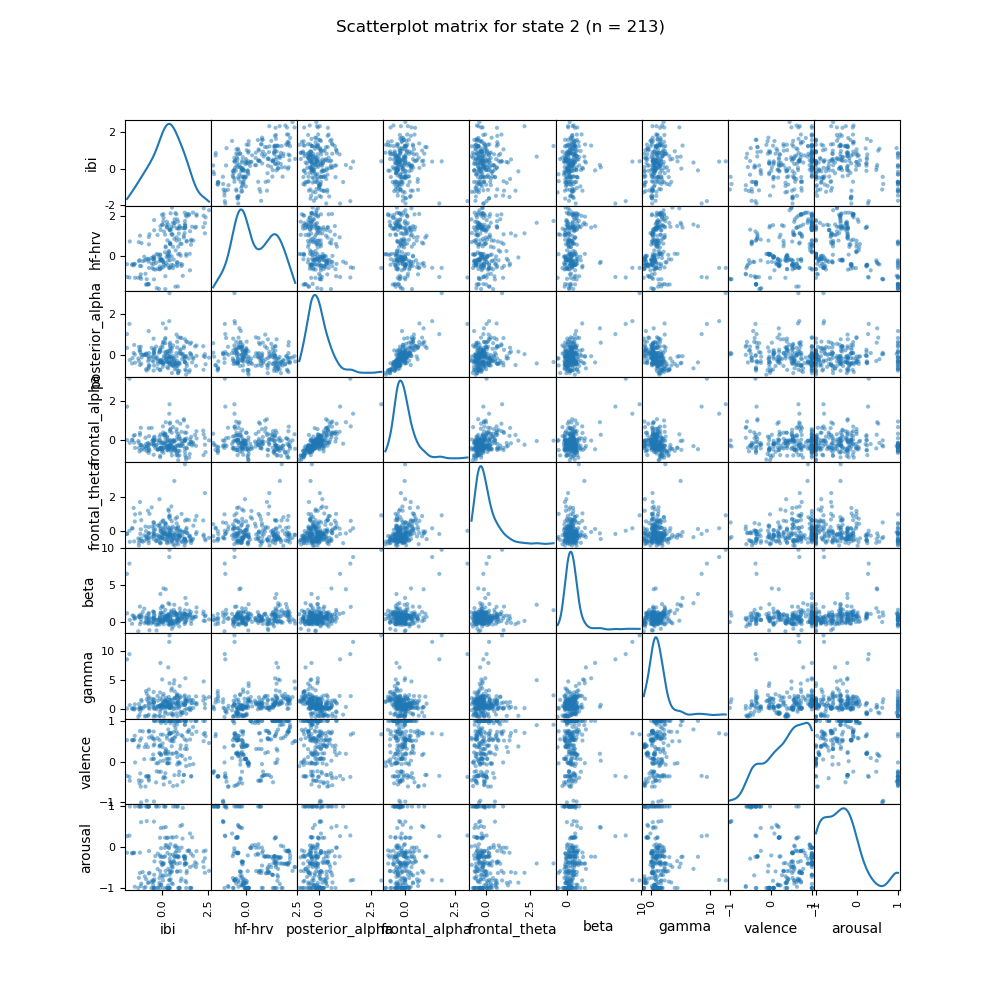 Scatterplot matrix for state 2 (n = 213)
ibi
2
0
-2
hf-hrv
2
0
posterior_alpha
2
0
frontal_alpha
2
0
frontal_theta
2
0
beta
10
5
0
gamma
10
5
0
valence
1
0
−1
arousal
1
0
−1
0.0 2.5 0.0 2.5 0.0 2.5 0.0 2.5 0.0 2.5 0 10 0 10 −1 0 1 −1 0 1
ibi hf-hrv posterior_alpha frontal_alpha frontal_theta beta gamma valence arousal